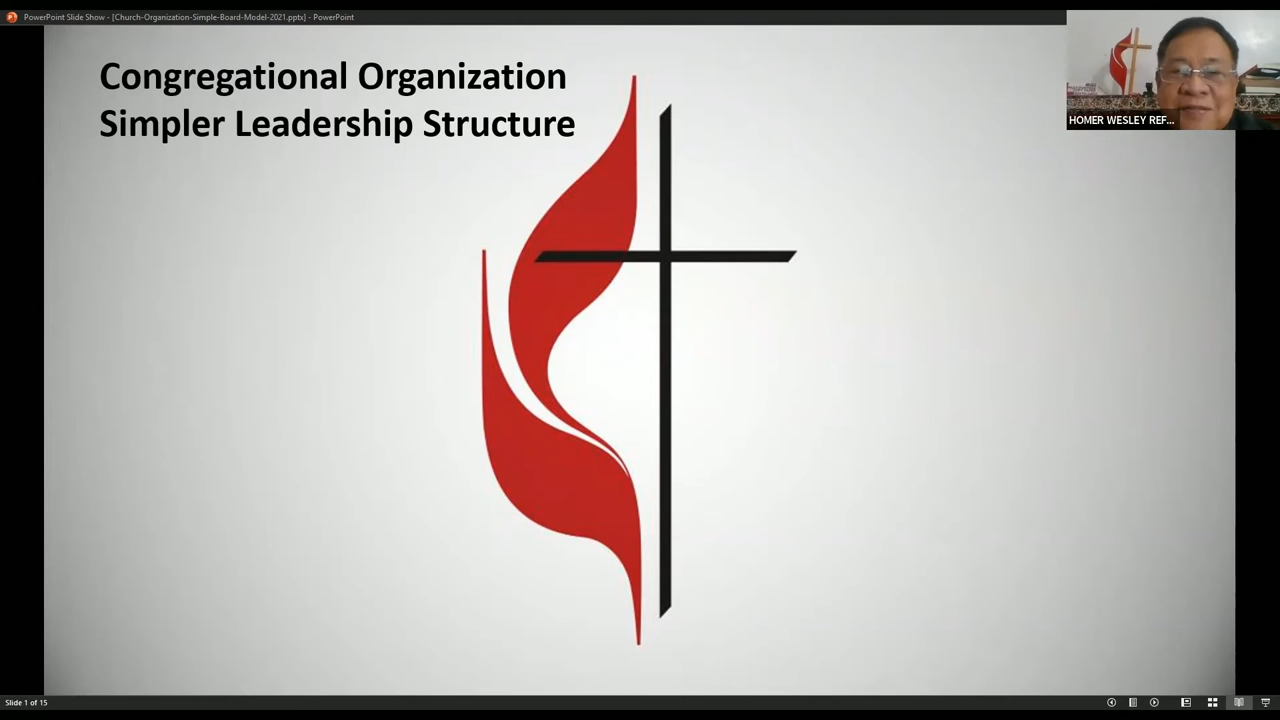 PowerPoint Slide Show - [Church-Organization-Simple-Board-Model-2021.pptx] - PowerPoint
Congregational Organization
Simpler Leadership Structure
HOMER WESLEY REF...
Slide 1 of 15